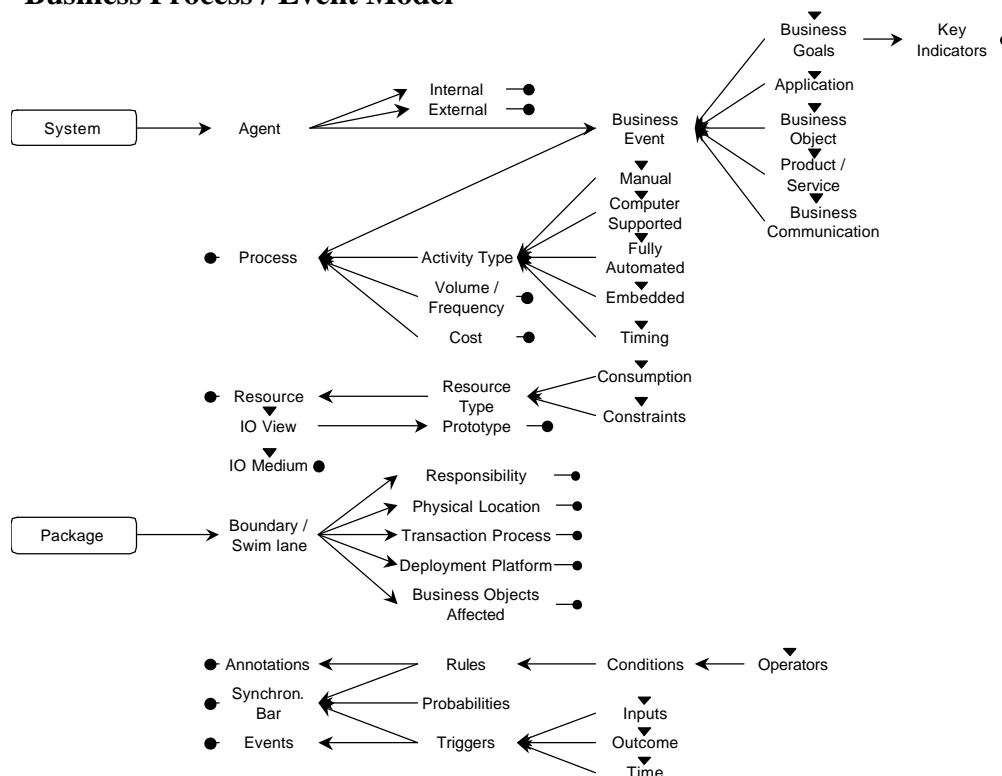 Business Process / Event Model
Business
Goals
Key
Indicators
Internal
External
Application
System
Agent
Business
Event
Business
Object
Product /
Service
Business
Communication
Manual
Computer
Supported
Process
Activity Type
Fully
Automated
Volume /
Frequency
Embedded
Cost
Timing
Resource
Resource
Type
Consumption
Constraints
IO View
Prototype
IO Medium
Responsibility
Physical Location
Package
Boundary /
Swim lane
Transaction Process
Deployment Platform
Business Objects
Affected
Annotations
Rules
Conditions
Operators
Synchron.
Bar
Probabilities
Inputs
Events
Triggers
Outcome
Time